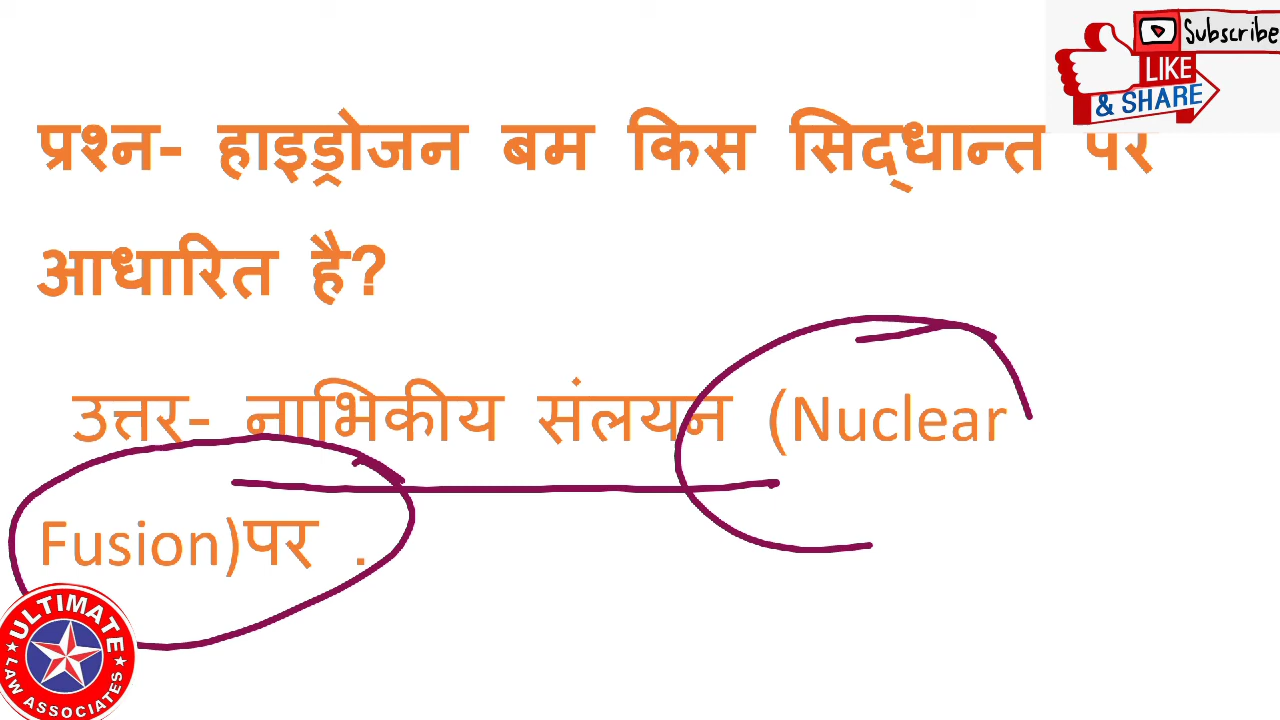 Subscribe
LIKE
& SHARE
प्रश्न- हाइड्रोजन बम किस सिद्धान्त पर
आधारित है?
उत्तर- नाभिकीय संलयन (Nuclear
Fusion)पर .
ULTIMATE
LAW ASSOCIATES